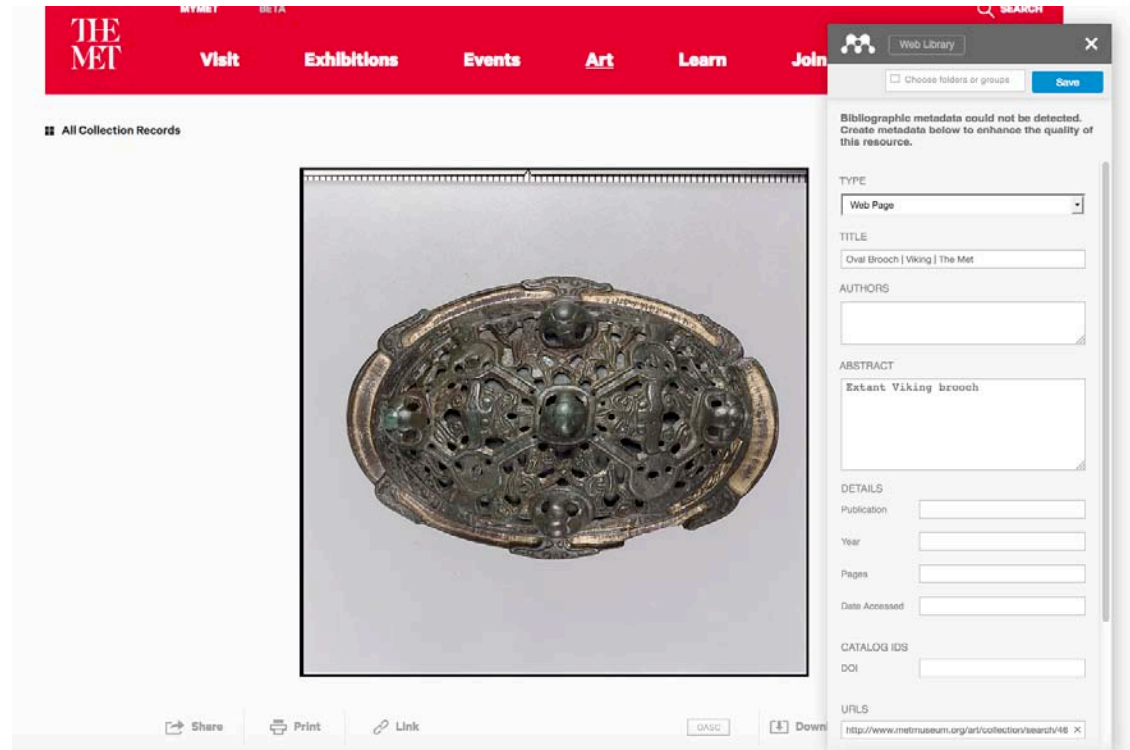 MYMET BETA
SEARCH
THE
MET
Visit Exhibitions Events Art Learn Join
Web Library
Choose folders or groups Save
All Collection Records
Bibliographic metadata could not be detected.
Create metadata below to enhance the quality of
this resource.
TYPE
Web Page
TITLE
Oval Brooch | Viking | The Met
AUTHORS
ABSTRACT
Extant Viking brooch
DETAILS
Publication
Year
Pages
Date Accessed
CATALOG IDS
DOI
URLS
http://www.metmuseum.org/art/collection/search/46
Share Print Link OASC Downl